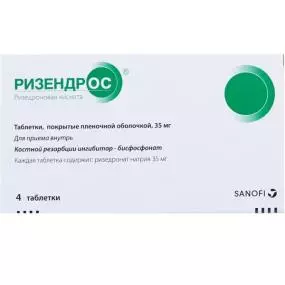 РИЗЕНДРОС®
Ризедроновая кислота
Таблетки, покрытые пленочной оболочкой, 35 мг
Для приема внутрь
Костной резорбции ингибитор - бисфосфонат
Каждая таблетка содержит: ризедронат натрия 35 мг
4 таблетки
SANOFI